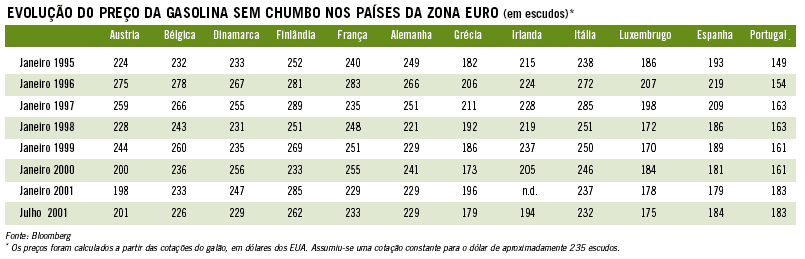 EVOLUÇÃO DO PREÇO DA GASOLINA SEM CHUMBO NOS PAÍSES DA ZONA EURO (em escudos)*
Austria Bélgica Dinamarca Finlândia França Alemanha Grécia Irlanda Itália Luxembrugo Espanha Portugal.
Janeiro 1995 224 232 233 252 240 249 182 215 238 186 193 149
Janeiro 1996 275 278 267 281 283 266 206 224 272 207 219 154
Janeiro 1997 259 266 255 289 235 251 211 228 285 198 209 163
Janeiro 1998 228 243 231 251 248 221 192 219 251 172 186 163
Janeiro 1999 244 260 235 269 251 229 186 237 250 170 189 161
Janeiro 2000 200 236 256 233 255 241 173 205 246 184 181 161
Janeiro 2001 198 233 247 285 229 229 196 n.d. 237 178 179 183
Julho 2001 201 226 229 262 233 229 179 194 232 175 184 183
Fonte: Bloomberg
* Os preços foram calculados a partir das cotações do galão, em dólares dos EUA. Assumiu-se uma cotação constante para o dólar de aproximadamente 235 escudos.